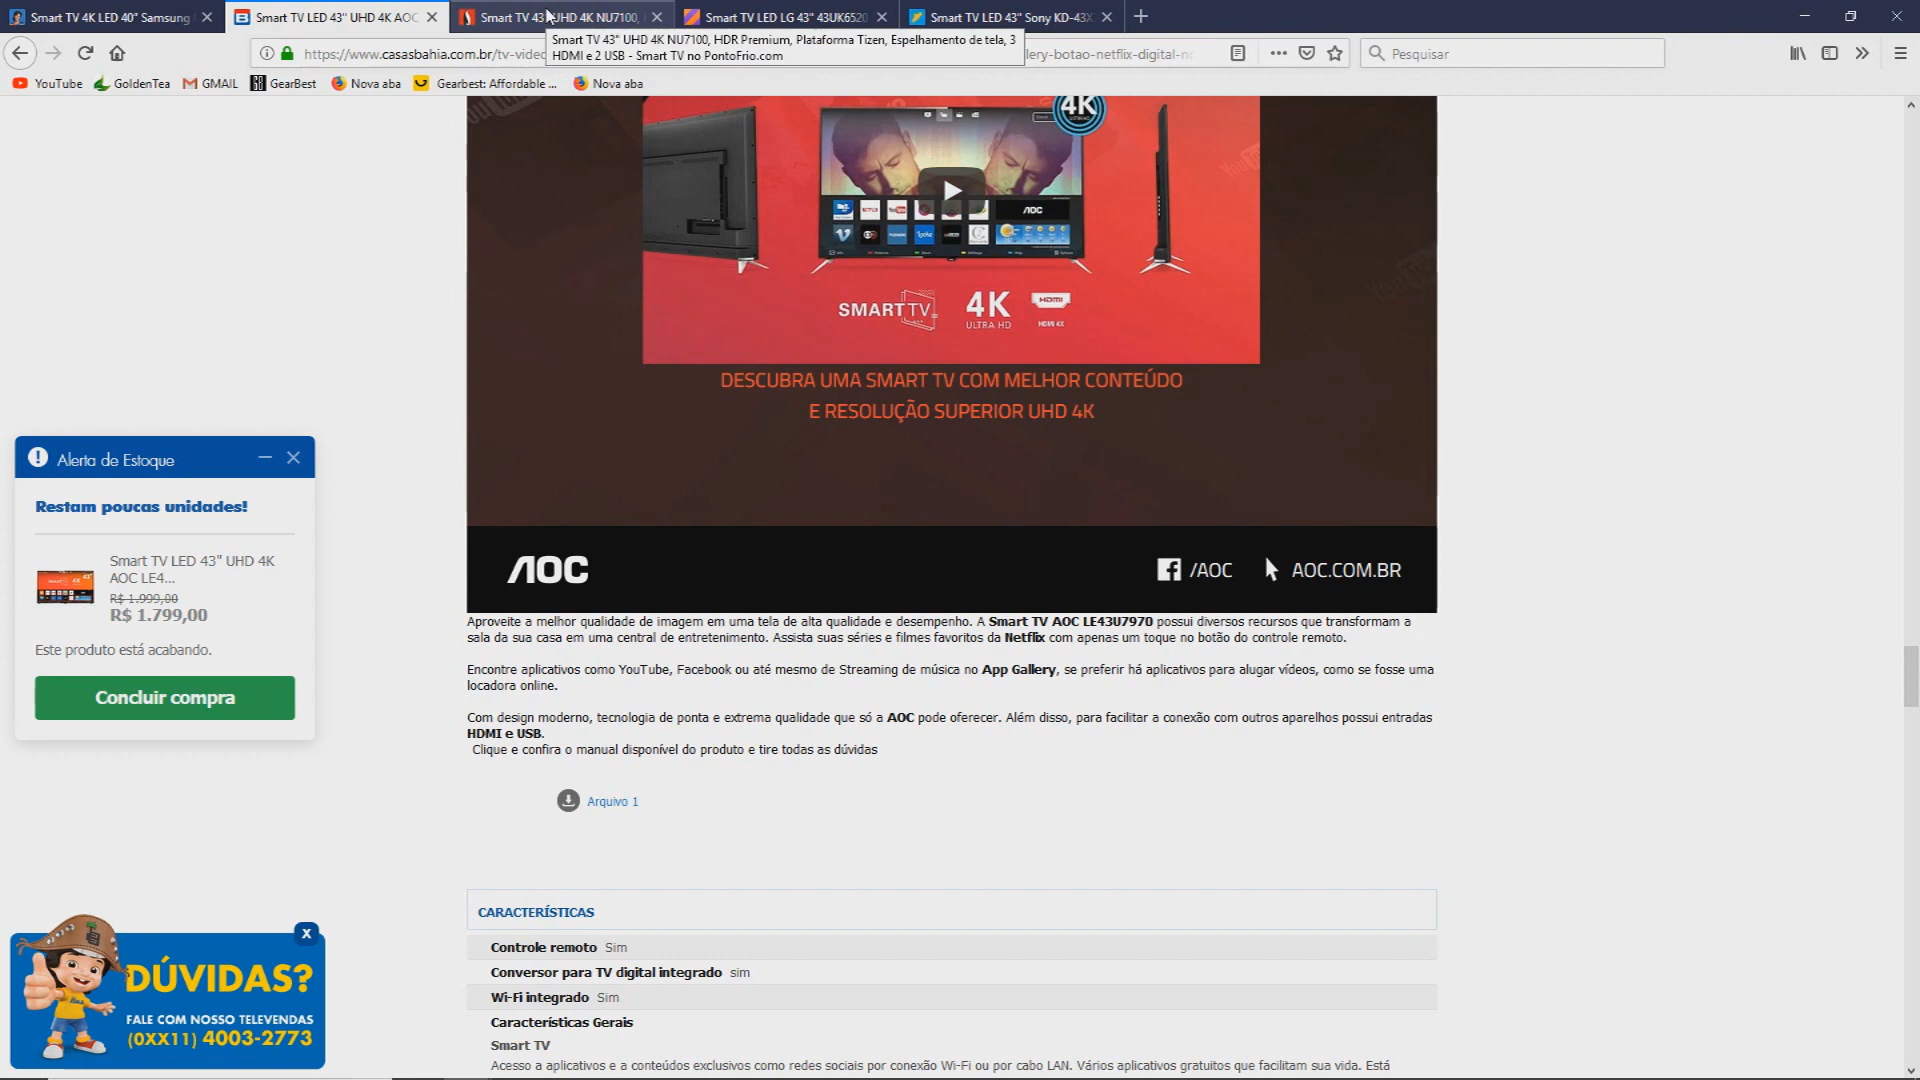 Smart TV 4K LED 40" Samsung
Smart TV LED 43" UHD 4K AOC
Smart TV 43" UHD 4K NU7100,
Smart TV LED LG 43" 43UK6520
Smart TV LED 43" Sony KD-43X
https://www.casasbahia.com.br/tv-video
llery-botao-netflix-digital-n
Pesquisar
Smart TV 43" UHD 4K NU7100, HDR Premium, Plataforma Tizen, Espelhamento de tela, 3
HDMI e 2 USB - Smart TV no PontoFrio.com
YouTube
GoldenTea
GMAIL
GearBest
Nova aba
Gearbest: Affordable ...
Nova aba
4K
AOC
SMART TV
4K
ULTRA HD
HDMI
HDMI 4X
DESCUBRA UMA SMART TV COM MELHOR CONTEÚDO
E RESOLUÇÃO SUPERIOR UHD 4K
AOC
/AOC
AOC.COM.BR
Alerta de Estoque
Restam poucas unidades!
Smart TV LED 43" UHD 4K
AOC LE4...
R$ 1.999,00
R$ 1.799,00
Este produto está acabando.
Concluir compra
Aproveite a melhor qualidade de imagem em uma tela de alta qualidade e desempenho. A Smart TV AOC LE43U7970 possui diversos recursos que transformam a
sala da sua casa em uma central de entretenimento. Assista suas séries e filmes favoritos da Netflix com apenas um toque no botão do controle remoto.
Encontre aplicativos como YouTube, Facebook ou até mesmo de Streaming de música no App Gallery, se preferir há aplicativos para alugar vídeos, como se fosse uma
locadora online.
Com design moderno, tecnologia de ponta e extrema qualidade que só a AOC pode oferecer. Além disso, para facilitar a conexão com outros aparelhos possui entradas
HDMI e USB.
Clique e confira o manual disponível do produto e tire todas as dúvidas
Arquivo 1
CARACTERÍSTICAS
Controle remoto Sim
Conversor para TV digital integrado sim
Wi-Fi integrado Sim
Características Gerais
Smart TV
Acesso a aplicativos e a conteúdos exclusivos como redes sociais por conexão Wi-Fi ou por cabo LAN. Vários aplicativos gratuitos que facilitam sua vida. Está
X
DÚVIDAS?
FALE COM NOSSO TELEVENDAS
(0XX11) 4003-2773